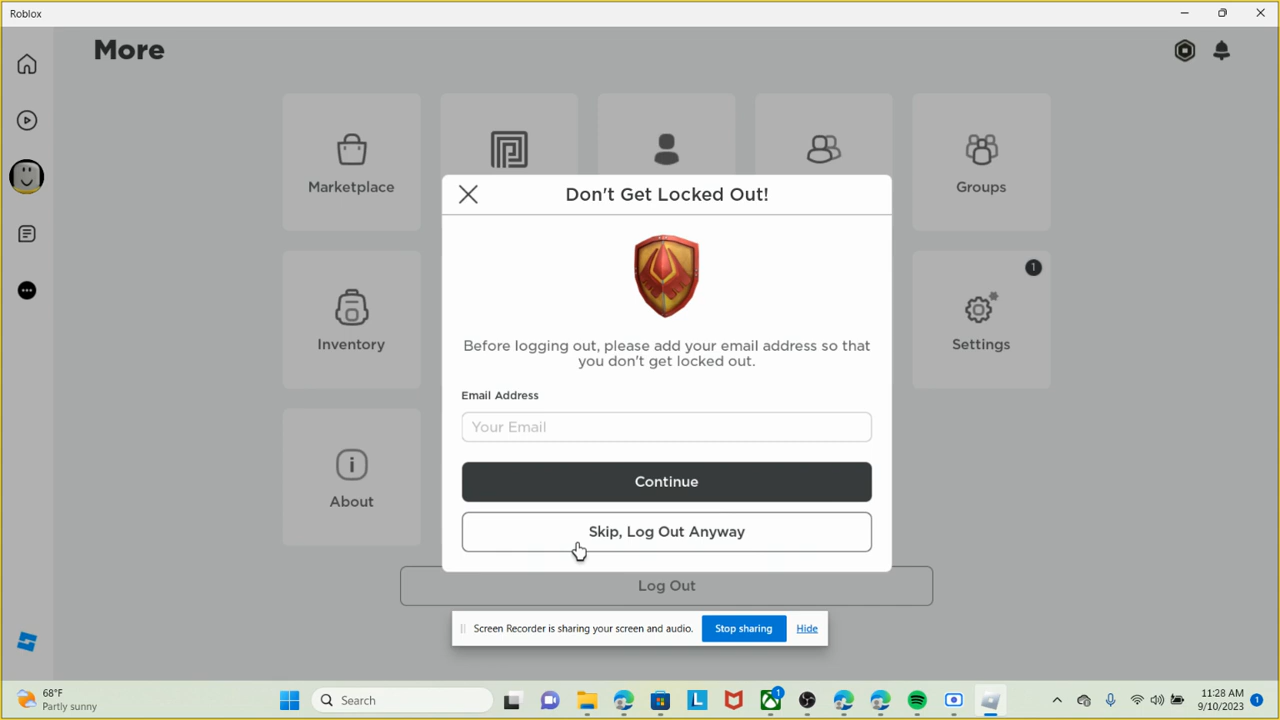 Roblox
More
Marketplace
Groups
Don't Get Locked Out!
Before logging out, please add your email address so that
you don't get locked out.
Email Address
Your Email
Continue
Skip, Log Out Anyway
Inventory
1
Settings
About
Log Out
Screen Recorder is sharing your screen and audio.
Stop sharing
Hide
68°F
Partly sunny
Search
L
1
11:28 AM
9/10/2023
1